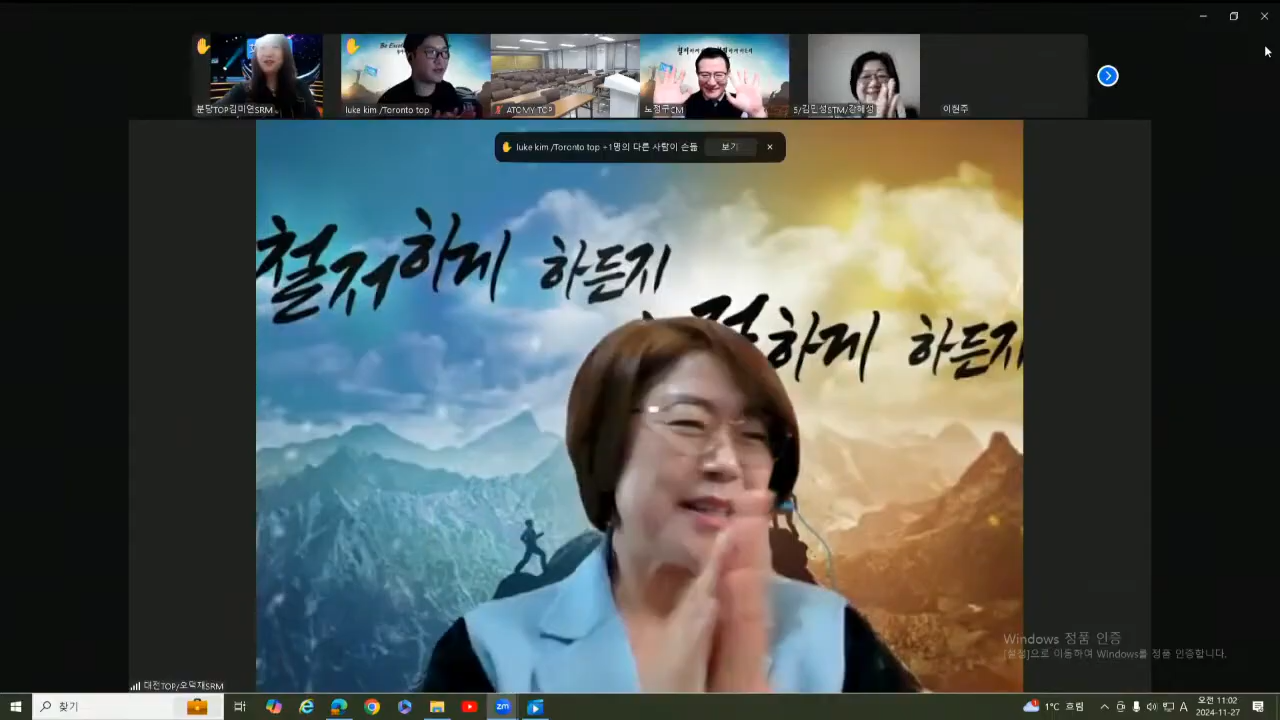 분당TOP김미연SRM
luke kim /Toronto top
ATOMY TOP
노정구CM
S/김민성STM/강혜성
이현주
luke kim /Toronto top +1명의 다른 사람이 손듦
보기
철저하게 하든지
하게 하든지
Windows 정품 인증
[설정]으로 이동하여 Windows를 정품 인증합니다.
대전TOP/오덕재SRM
찾기
zm
1°C 흐림
A
오전 11:02
2024-11-27